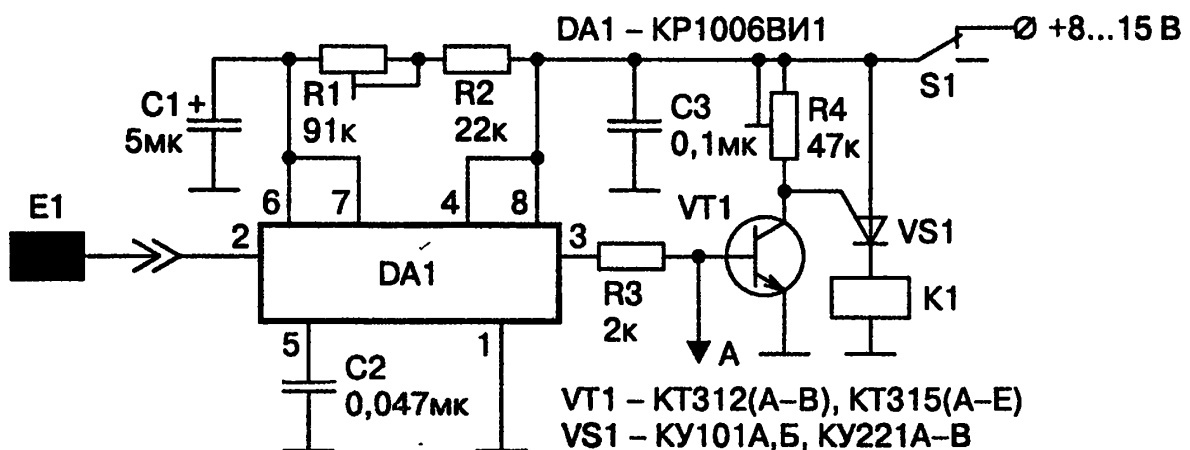 DA1 – КР1006ВИ1
+8...15 В
S1
C1 +
5мк
R1
91к
R2
22к
C3
0,1мк
R4
47к
E1
6
7
4
8
VT1
VS1
2
DA1
3
R3
2к
K1
5
1
A
C2
0,047мк
VT1 – КТ312(А–В), КТ315(А–Е)
VS1 – КУ101А,Б, КУ221А–В